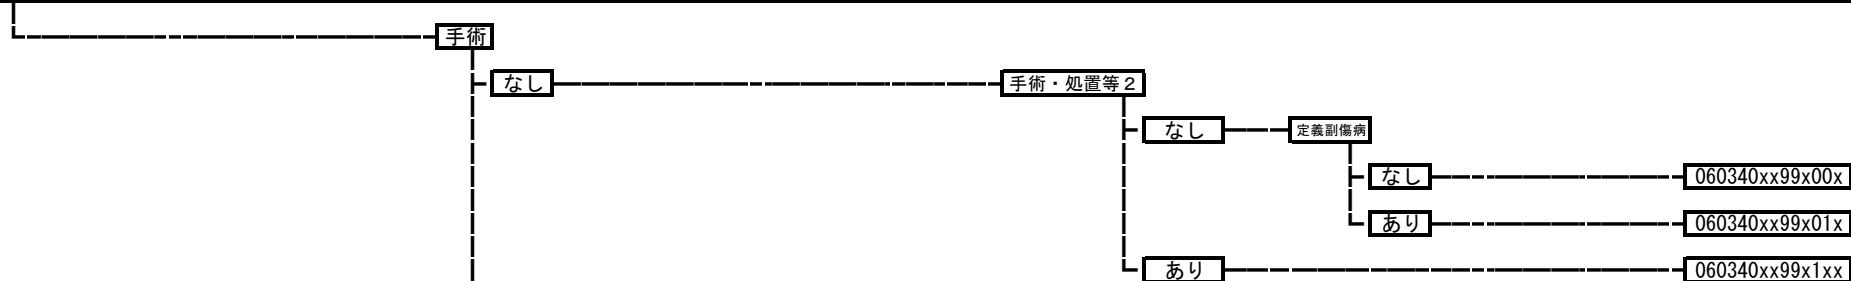 手術
なし 手術・処置等２
なし 定義副傷病
なし 060340xx99x00x
あり 060340xx99x01x
あり 060340xx99x1xx